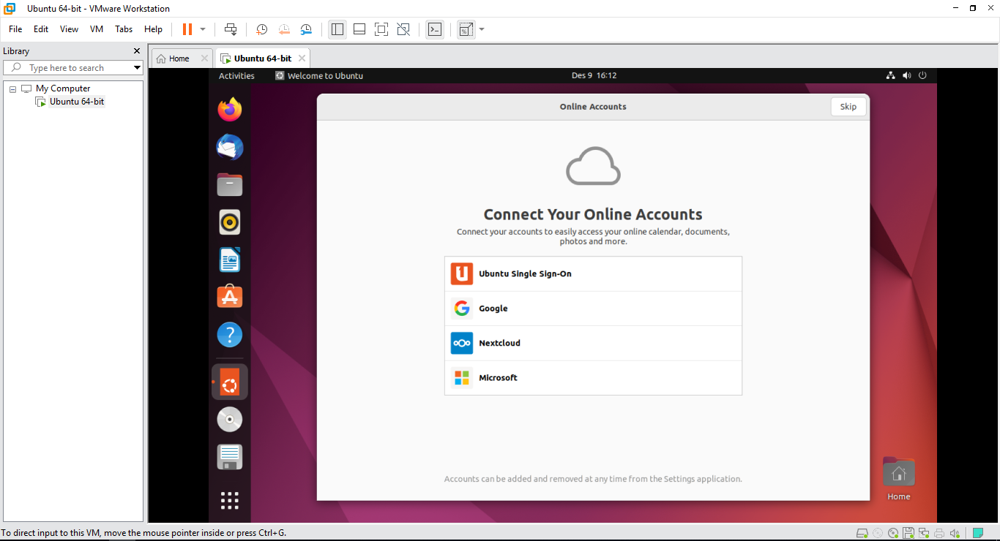 Ubuntu 64-bit - VMware Workstation
File Edit View VM Tabs Help
Library
Type here to search
My Computer
Ubuntu 64-bit
Home
Ubuntu 64-bit
Activities
Welcome to Ubuntu
Des 9 16:12
Online Accounts
Skip
Connect Your Online Accounts
Connect your accounts to easily access your online calendar, documents,
photos and more.
Ubuntu Single Sign-On
Google
Nextcloud
Microsoft
Accounts can be added and removed at any time from the Settings application.
Home
To direct input to this VM, move the mouse pointer inside or press Ctrl+G.